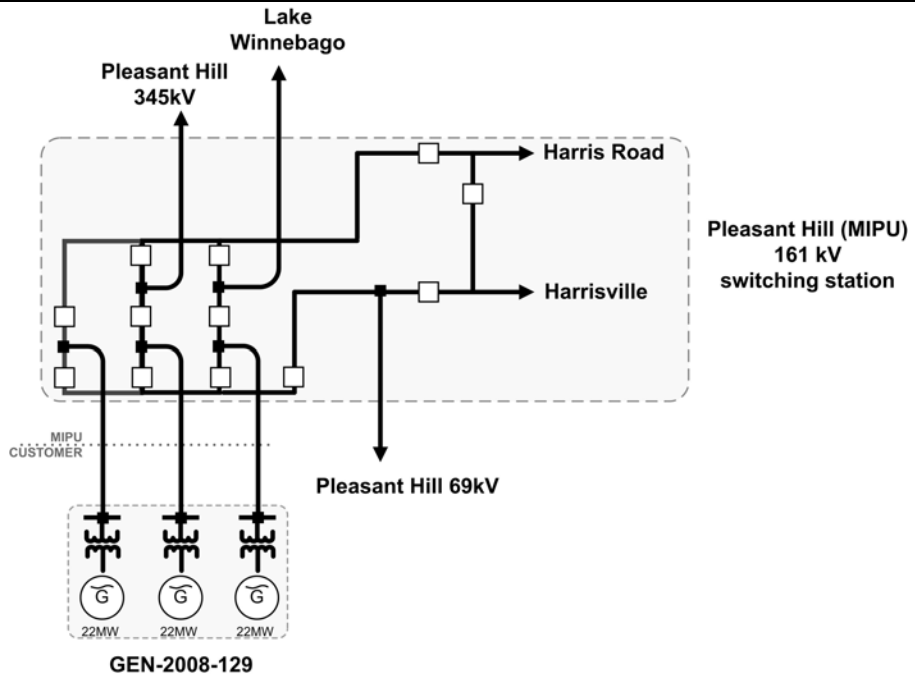 Lake
Winnebago
Pleasant Hill
345kV
Harris Road
Pleasant Hill (MIPU)
161 kV
switching station
Harrisville
MIPU
CUSTOMER
Pleasant Hill 69kV
G
G
G
22MW
22MW
22MW
GEN-2008-129